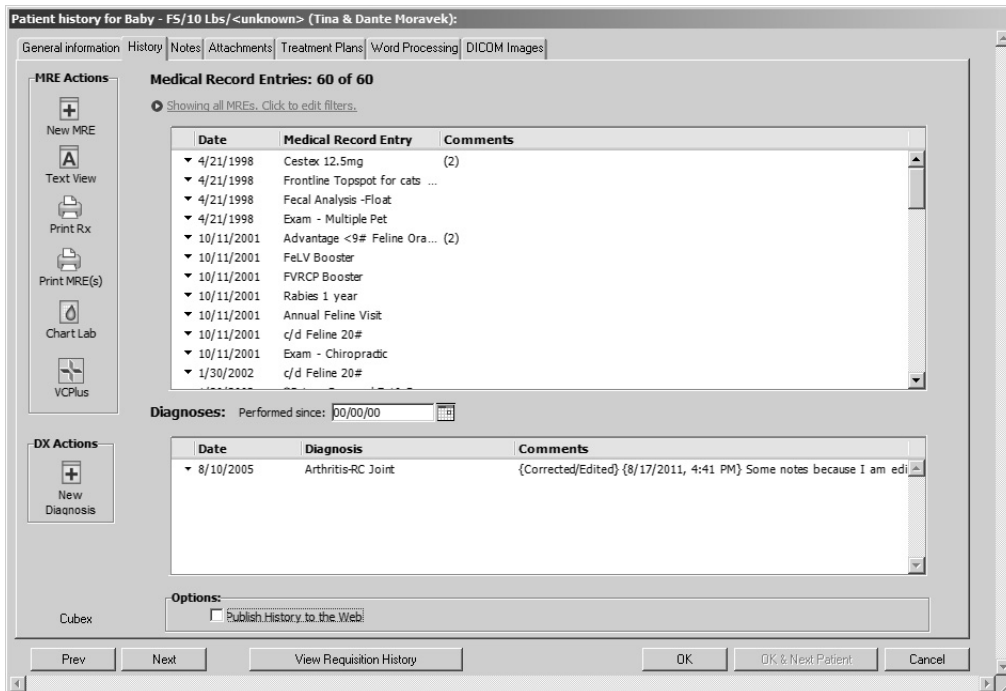 Patient history for Baby - FS/10 Lbs/<unknown> (Tina & Dante Moravek):
General information History Notes Attachments Treatment Plans Word Processing DICOM Images
MRE Actions
New MRE
Text View
Print Rx
Print MRE(s)
Chart Lab
VCPlus
Medical Record Entries: 60 of 60
Showing all MREs. Click to edit filters.
Date Medical Record Entry Comments
4/21/1998 Cestex 12.5mg (2)
4/21/1998 Frontline Topspot for cats ...
4/21/1998 Fecal Analysis -Float
4/21/1998 Exam - Multiple Pet
10/11/2001 Advantage <9# Feline Ora... (2)
10/11/2001 FeLV Booster
10/11/2001 FVRCP Booster
10/11/2001 Rabies 1 year
10/11/2001 Annual Feline Visit
10/11/2001 c/d Feline 20#
10/11/2001 Exam - Chiropractic
1/30/2002 c/d Feline 20#
Diagnoses: Performed since: 00/00/00
DX Actions
New
Diagnosis
Date Diagnosis Comments
8/10/2005 Arthritis-RC Joint {Corrected/Edited} {8/17/2011, 4:41 PM} Some notes because I am edi
Options:
Publish History to the Web
Cubex
Prev Next View Requisition History OK OK & Next Patient Cancel